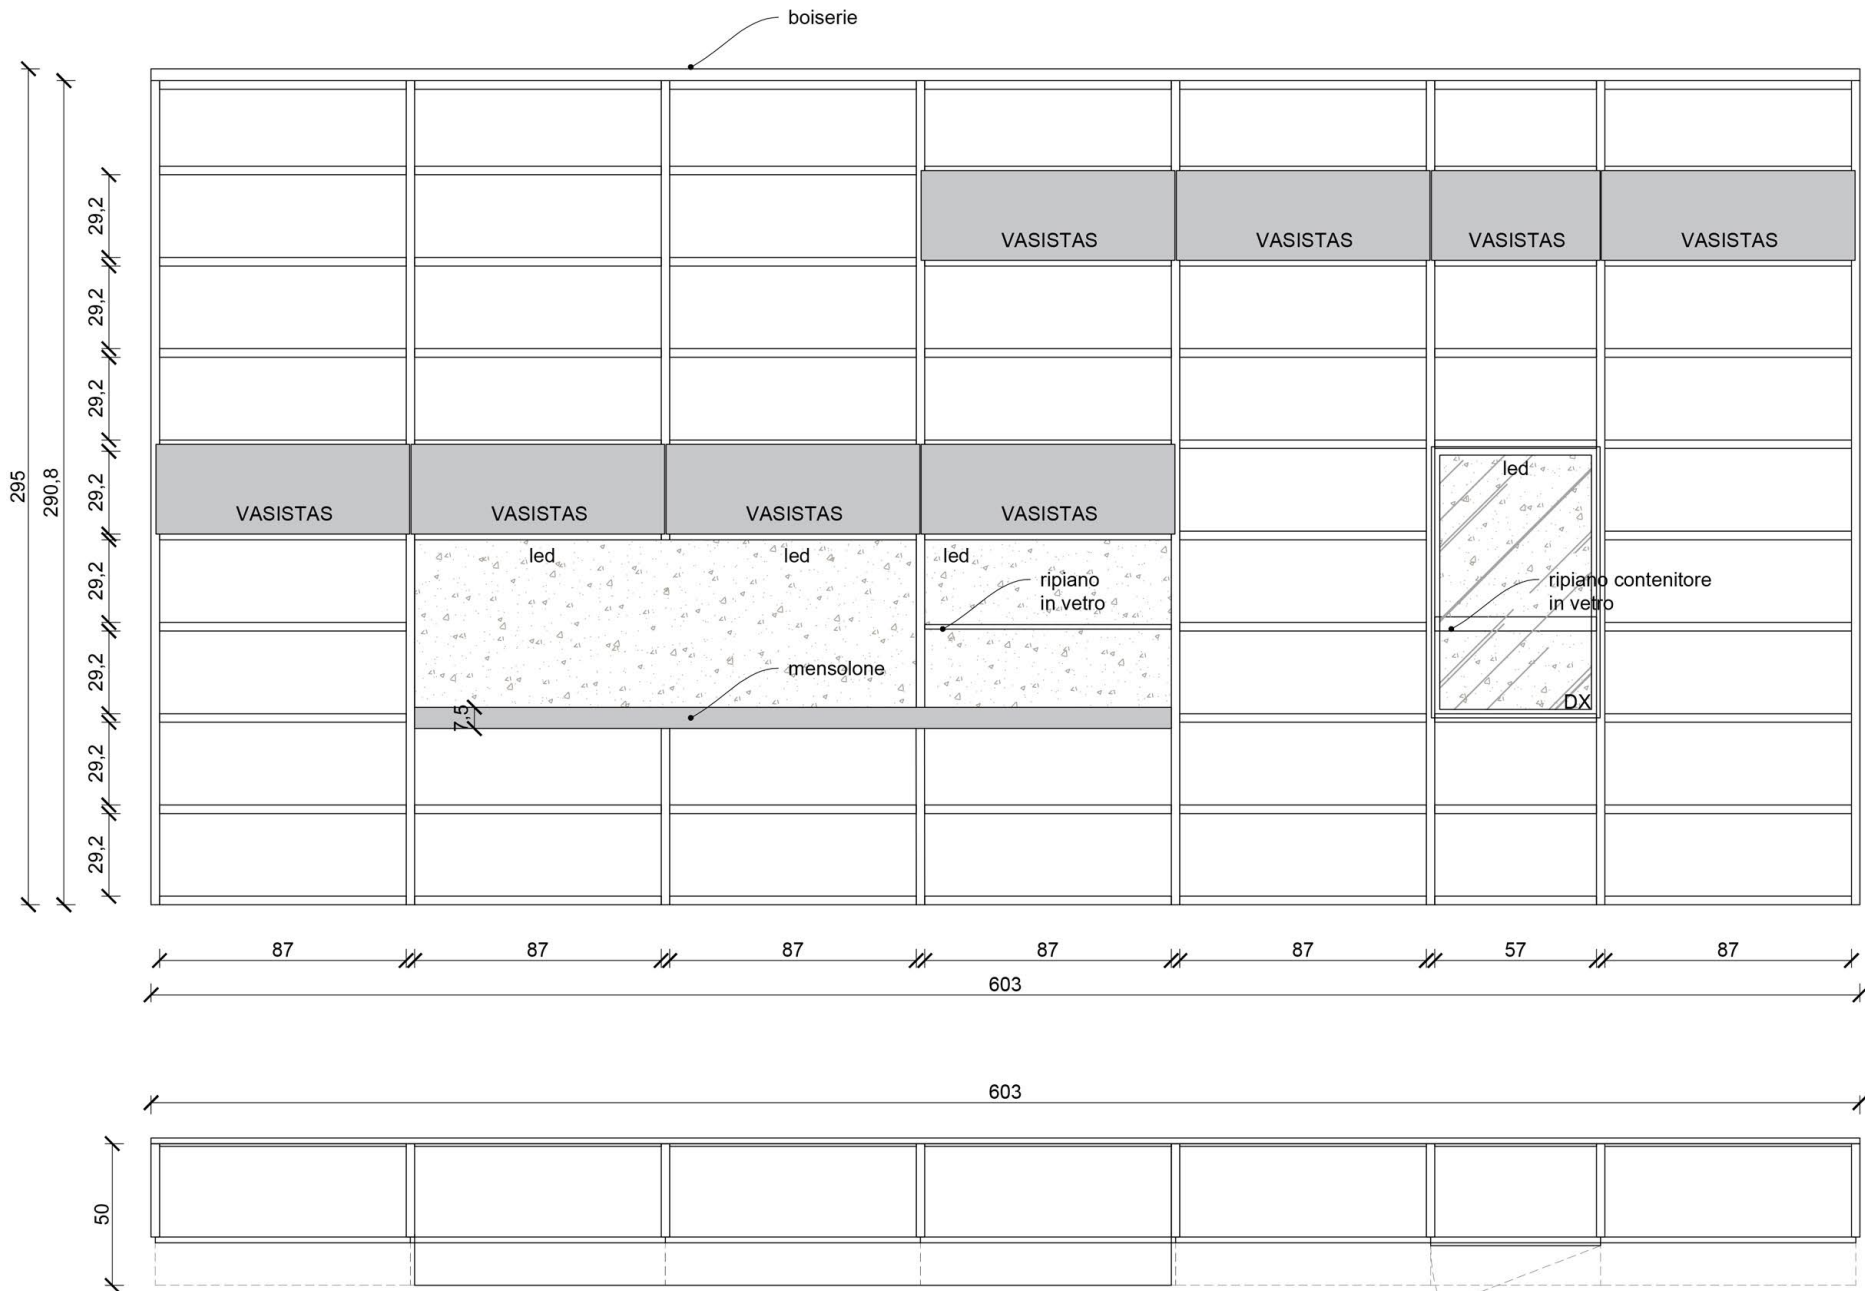 boiserie
295
290,8
29,2
VASISTAS
VASISTAS
VASISTAS
VASISTAS
29,2
29,2
29,2
VASISTAS
VASISTAS
VASISTAS
VASISTAS
led
29,2
led
led
led
ripiano
in vetro
ripiano contenitore
in vetro
29,2
mensolone
DX
7,5
29,2
29,2
87
87
87
87
87
57
87
603
603
50